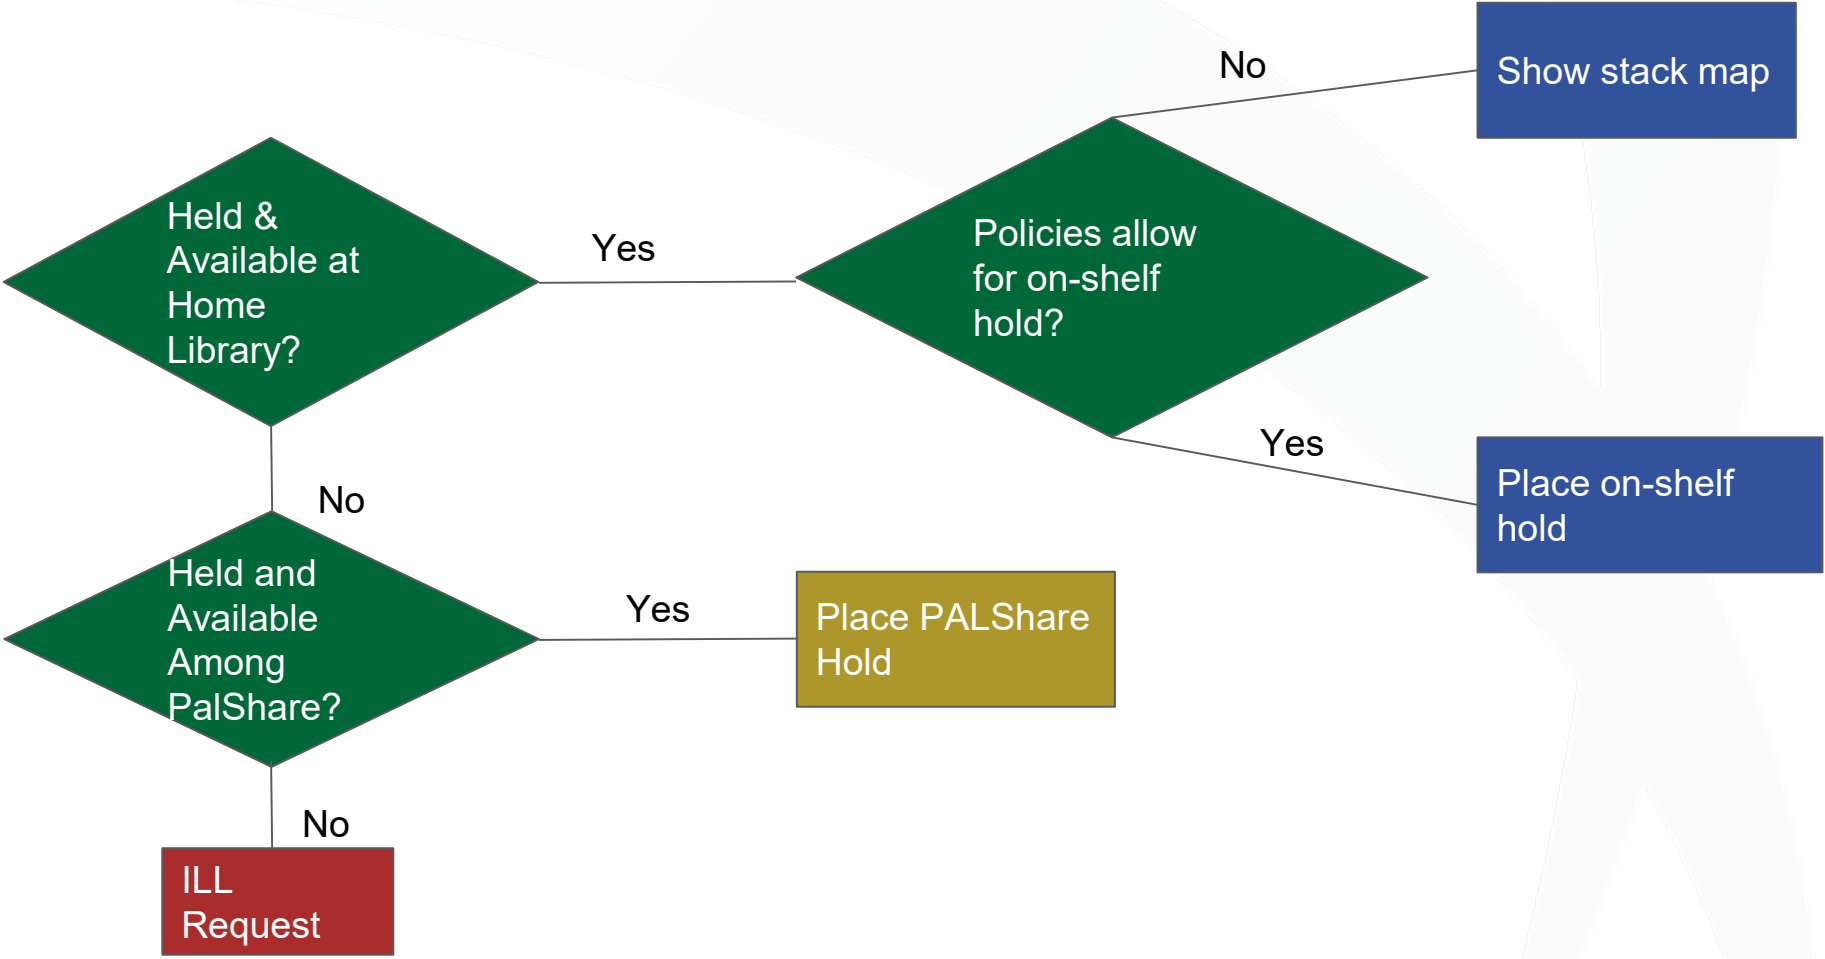 No
Show stack map
Held &
Available at
Home
Library?
Yes
Policies allow
for on-shelf
hold?
Yes
Place on-shelf
hold
No
Held and
Available
Among
PalShare?
Yes
Place PALShare
Hold
No
ILL
Request